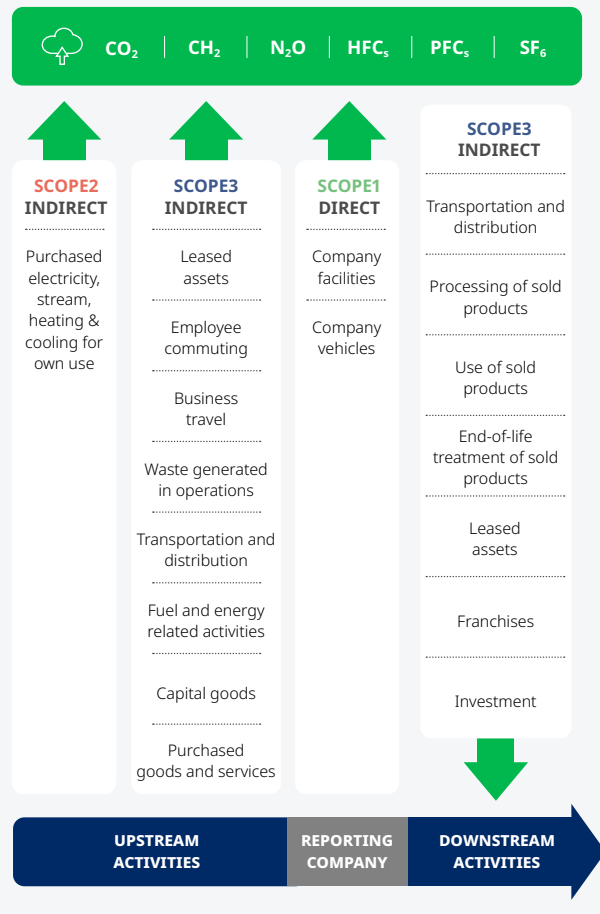 CO₂ CH₂ N₂O HFCₛ PFCₛ SF₆
SCOPE2
INDIRECT
Purchased
electricity,
stream,
heating &
cooling for
own use
SCOPE3
INDIRECT
Leased
assets
Employee
commuting
Business
travel
Waste generated
in operations
Transportation and
distribution
Fuel and energy
related activities
Capital goods
Purchased
goods and services
SCOPE1
DIRECT
Company
facilities
Company
vehicles
SCOPE3
INDIRECT
Transportation and
distribution
Processing of sold
products
Use of sold
products
End-of-life
treatment of sold
products
Leased
assets
Franchises
Investment
UPSTREAM
ACTIVITIES
REPORTING
COMPANY
DOWNSTREAM
ACTIVITIES